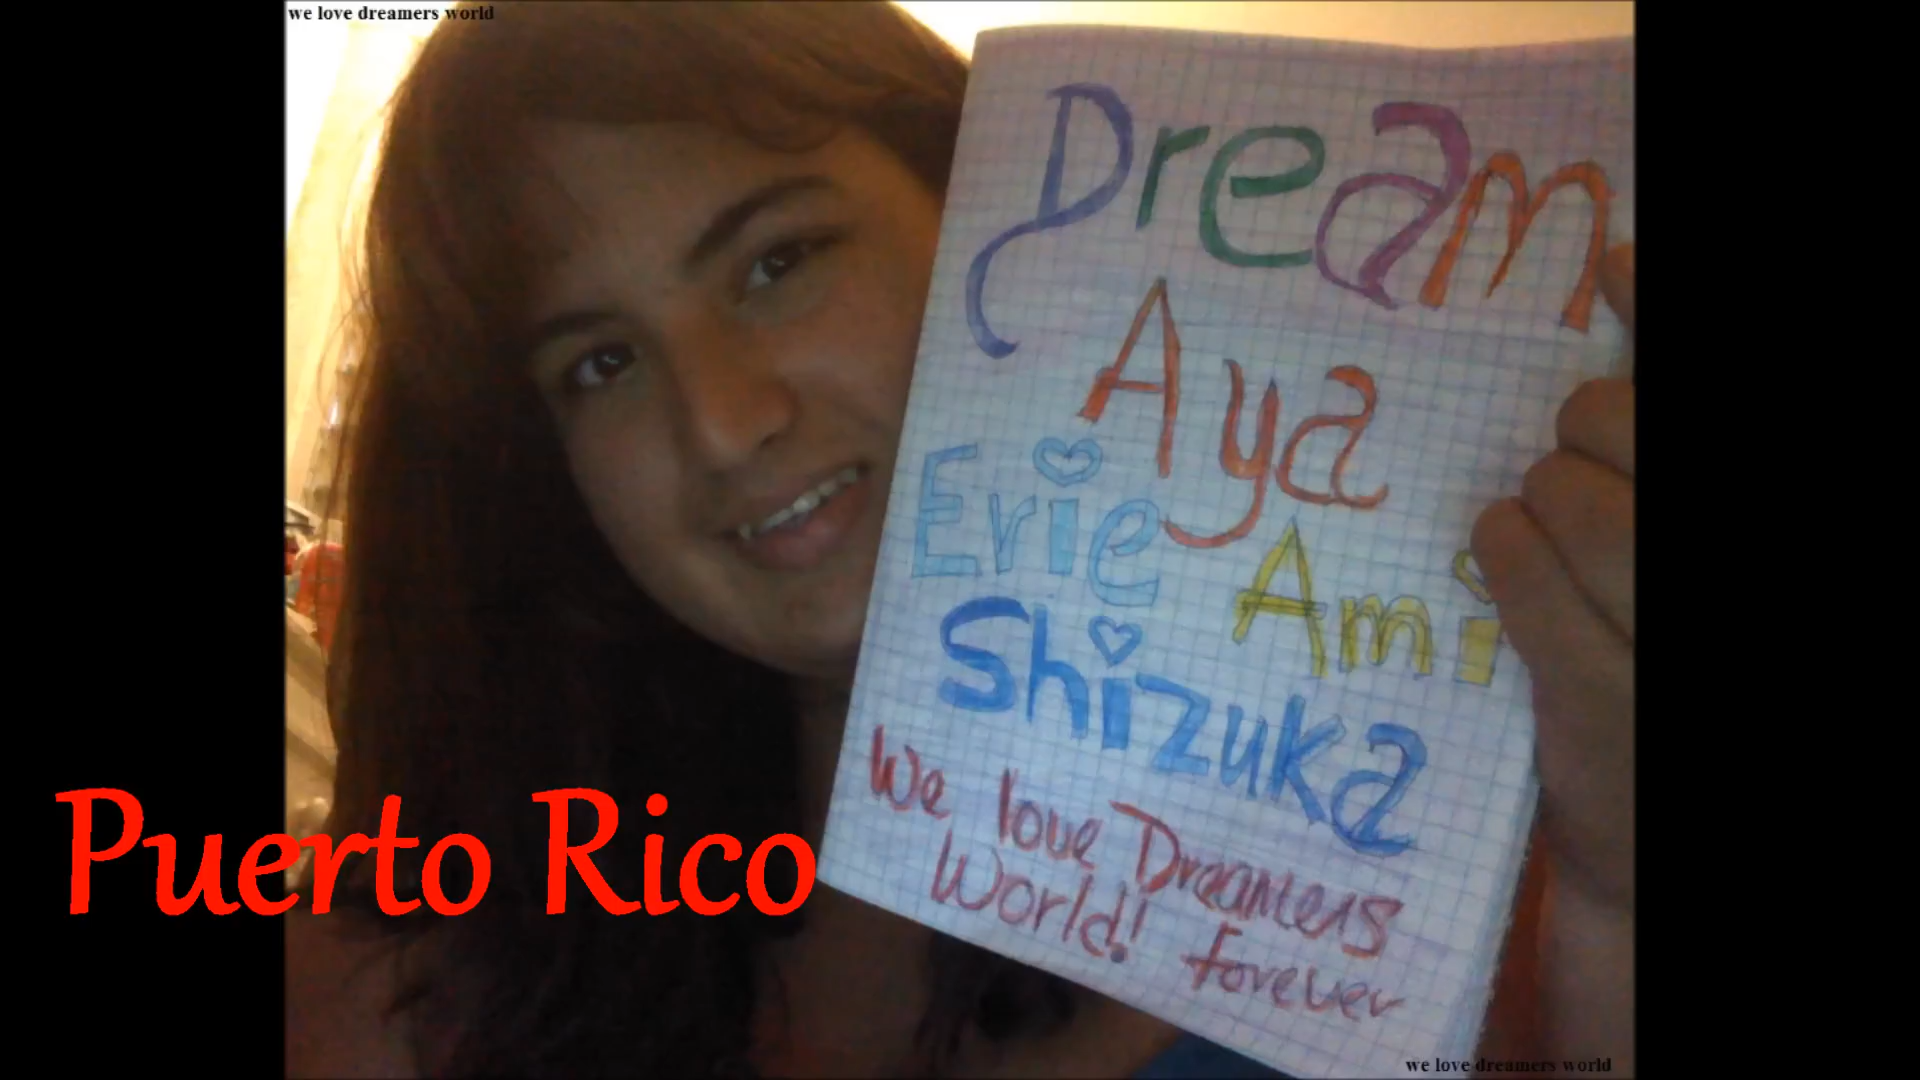 we love dreamers world
Dream
Aya
Erie Ami
Shizuka
We love Dreamers
World! forever
Puerto Rico
we love dreamers world